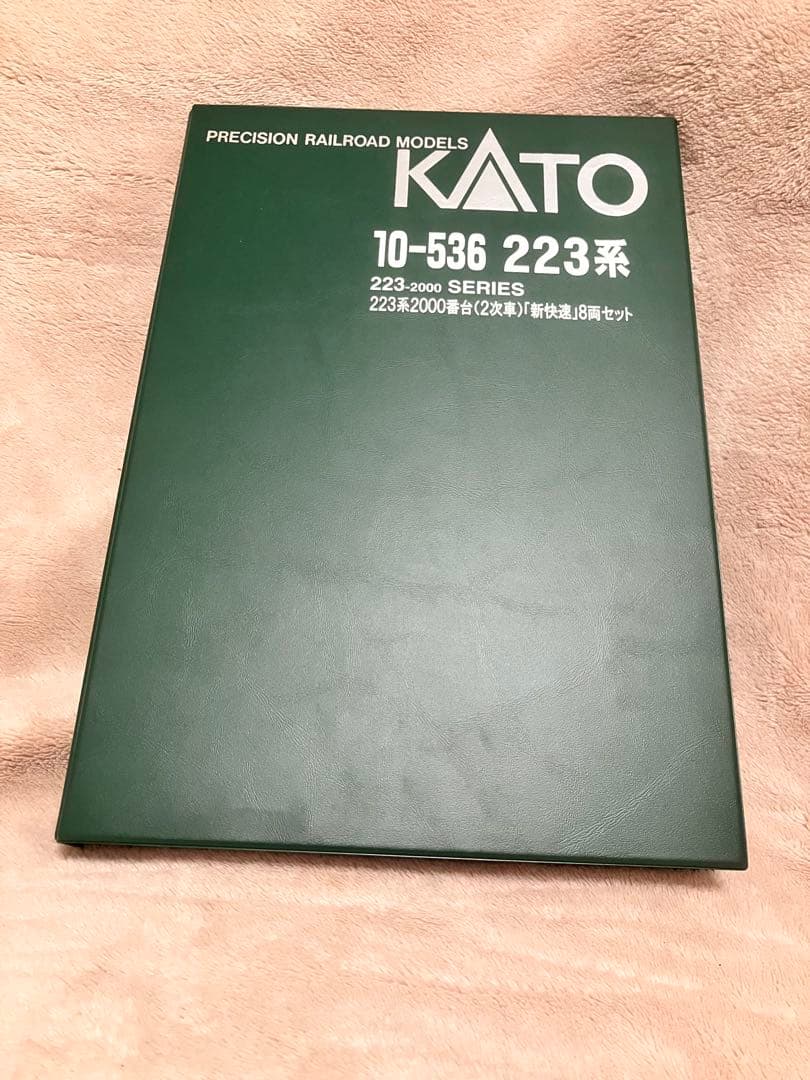 PRECISION RAILROAD MODELS
KATO
10-536 223系
223-2000 SERIES
223系2000番台(2次車)「新快速」8両セット